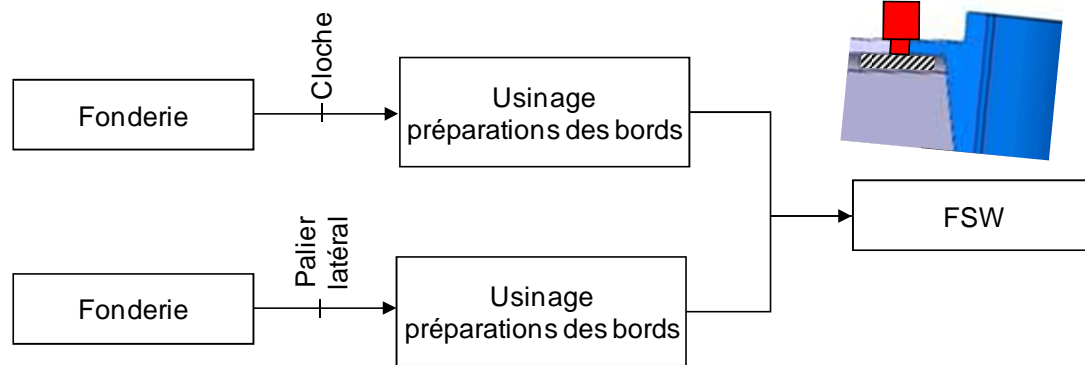 Fonderie
Cloche
Usinage
préparations des bords
Fonderie
Palier
latéral
Usinage
préparations des bords
FSW